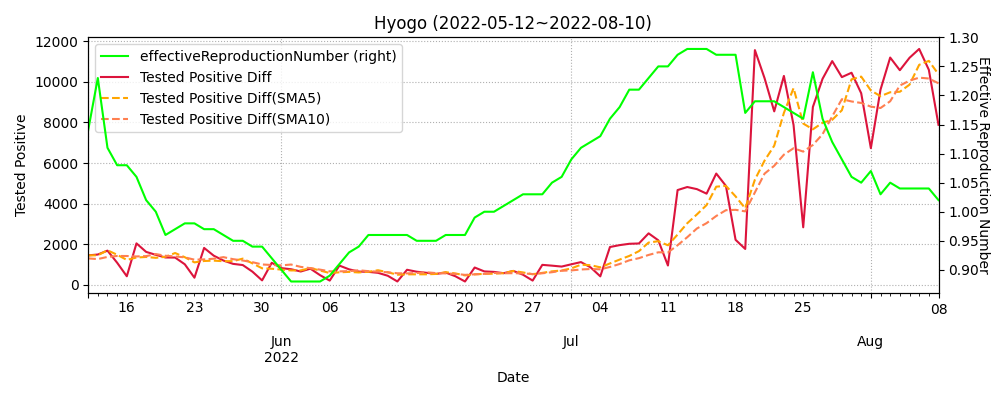 Hyogo (2022-05-12~2022-08-10)
effectiveReproductionNumber (right)
Tested Positive Diff
Tested Positive Diff(SMA5)
Tested Positive Diff(SMA10)
Tested Positive
12000
10000
8000
6000
4000
2000
0
1.30
1.25
1.20
1.15
1.10
1.05
1.00
0.95
0.90
Effective Reproduction Number
16 23 30 06 13 20 27 04 11 18 25 08
Jun Jul Aug
2022
Date